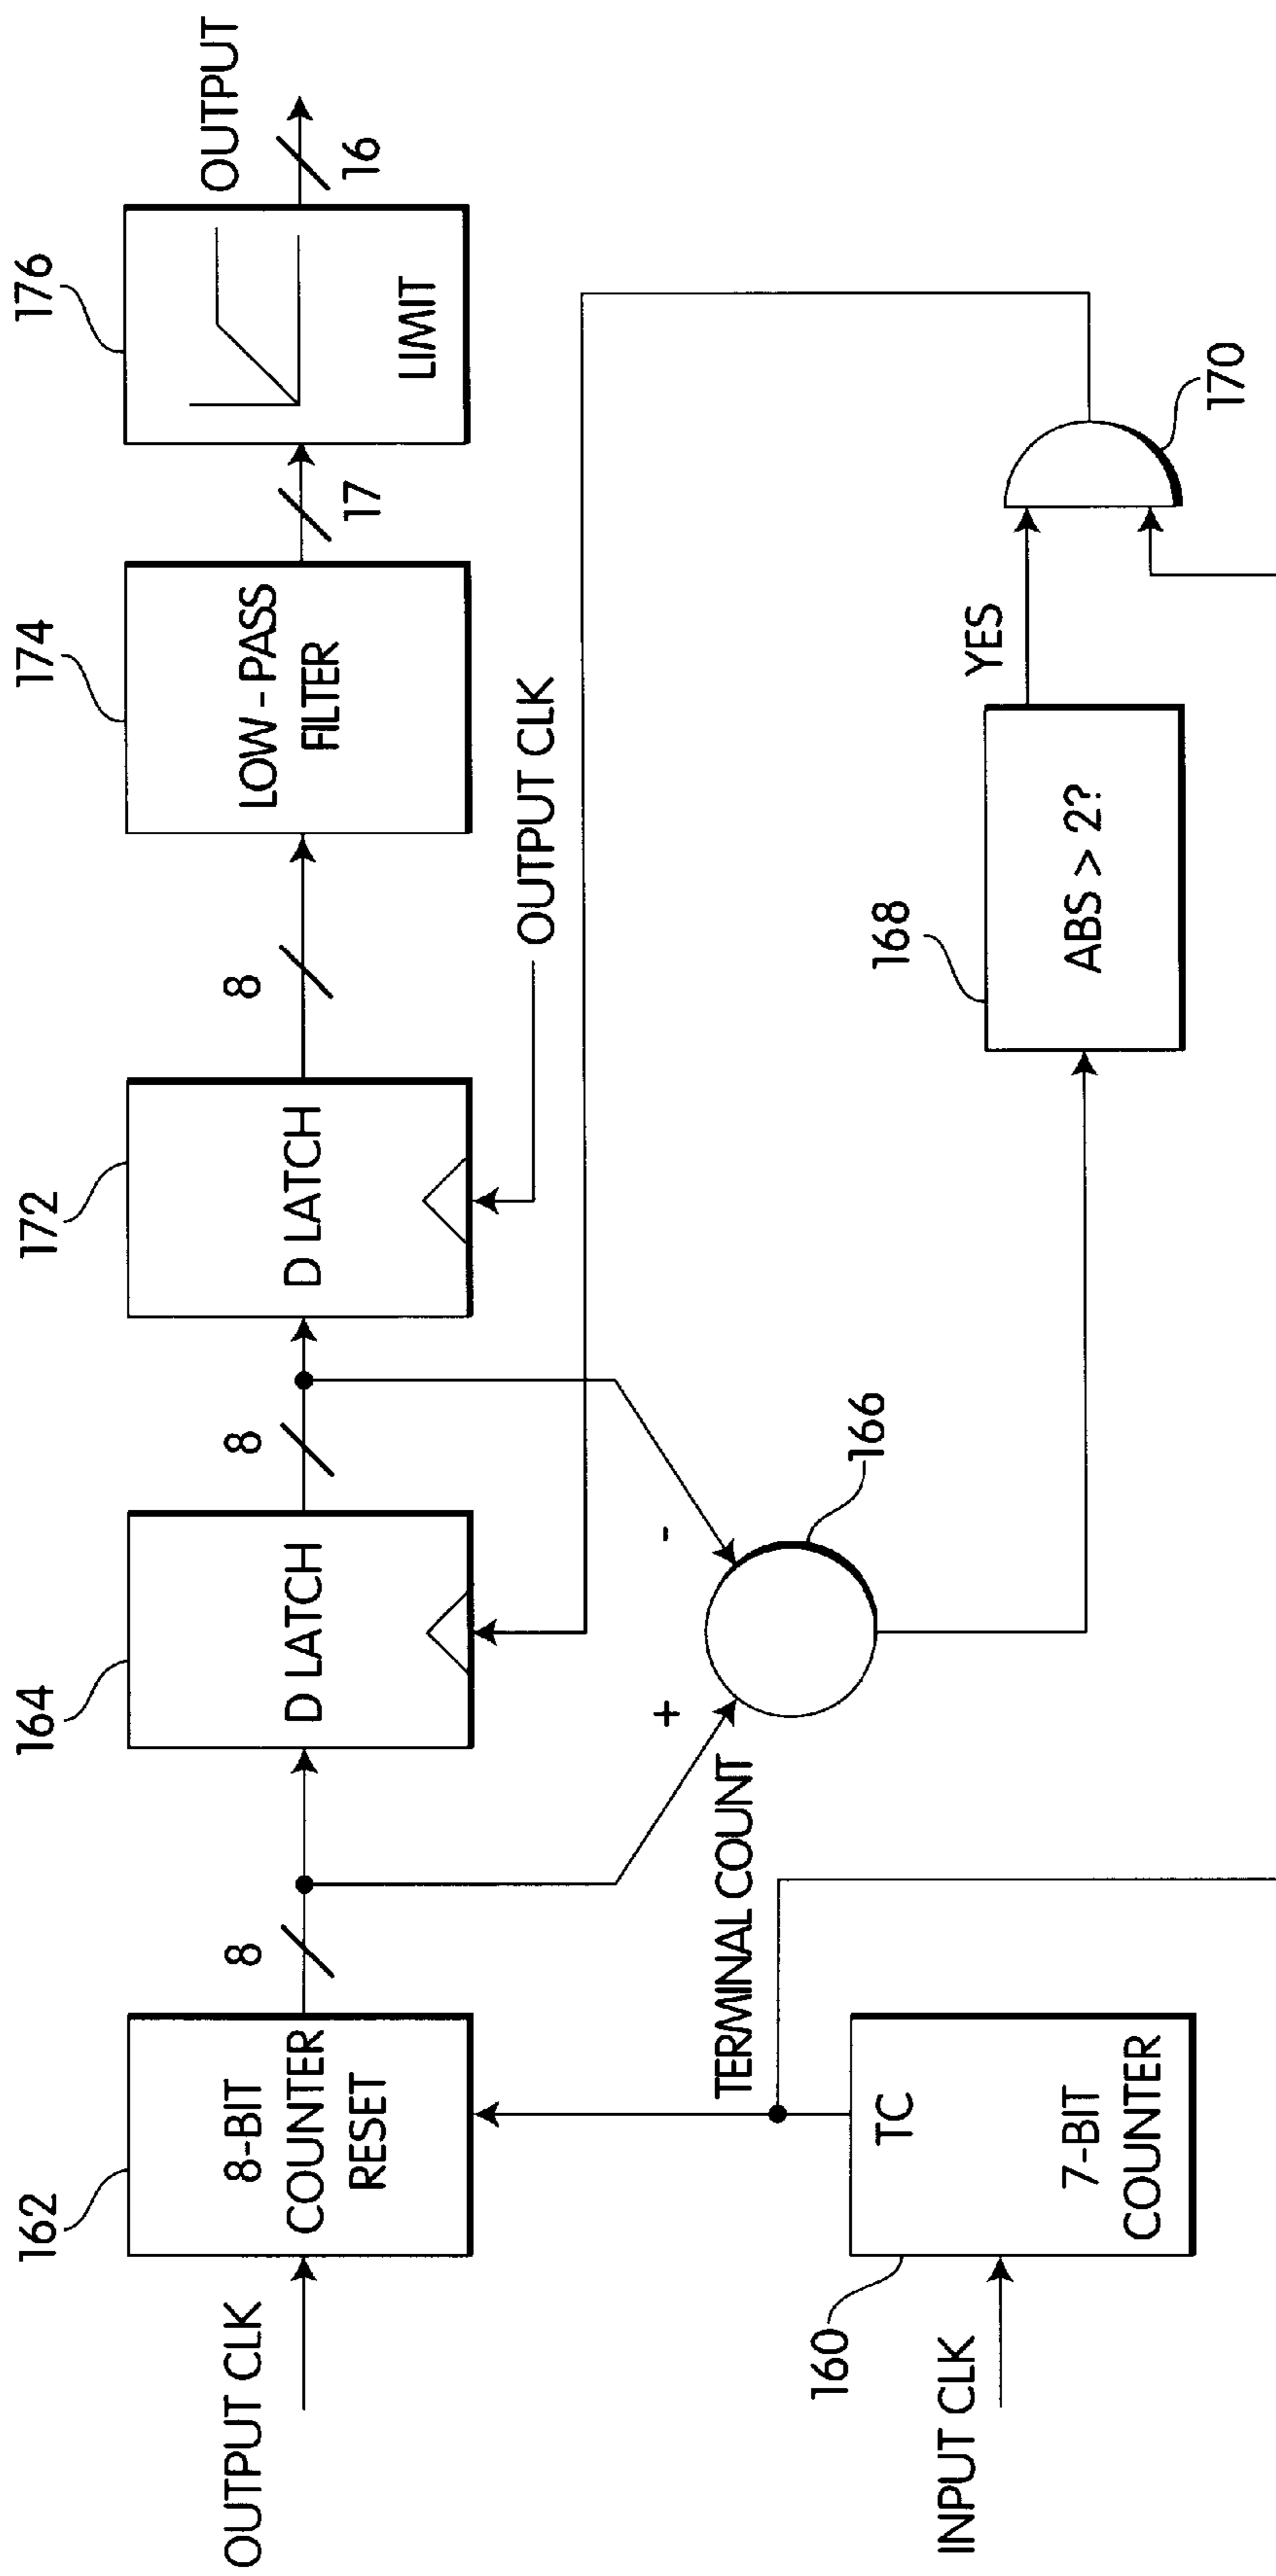 OUTPUT CLK
162
8-BIT
COUNTER
RESET
8
164
D LATCH
8
172
D LATCH
8
174
LOW - PASS
FILTER
17
176
LIMIT
OUTPUT
16
OUTPUT CLK
+
-
166
TERMINAL COUNT
INPUT CLK
160
TC
7-BIT
COUNTER
168
ABS > 2?
YES
170